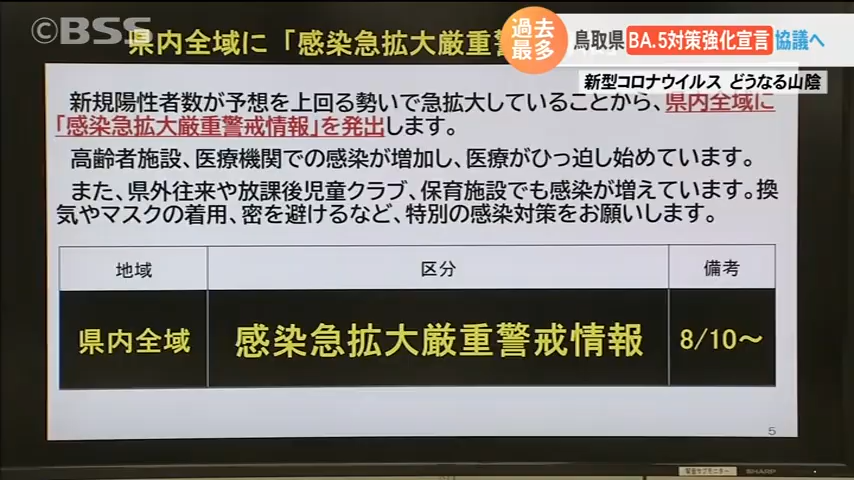 ©BSS
県内全域に「感染急拡大厳重警
過去
最多
鳥取県 BA.5対策強化宣言 協議へ
新型コロナウイルス どうなる山陰
新規陽性者数が予想を上回る勢いで急拡大していることから、県内全域に
「感染急拡大厳重警戒情報」を発出します。
高齢者施設、医療機関での感染が増加し、医療がひっ迫し始めています。
また、県外往来や放課後児童クラブ、保育施設でも感染が増えています。換
気やマスクの着用、密を避けるなど、特別の感染対策をお願いします。
地域 区分 備考
県内全域 感染急拡大厳重警戒情報 8/10～
5
SHARP